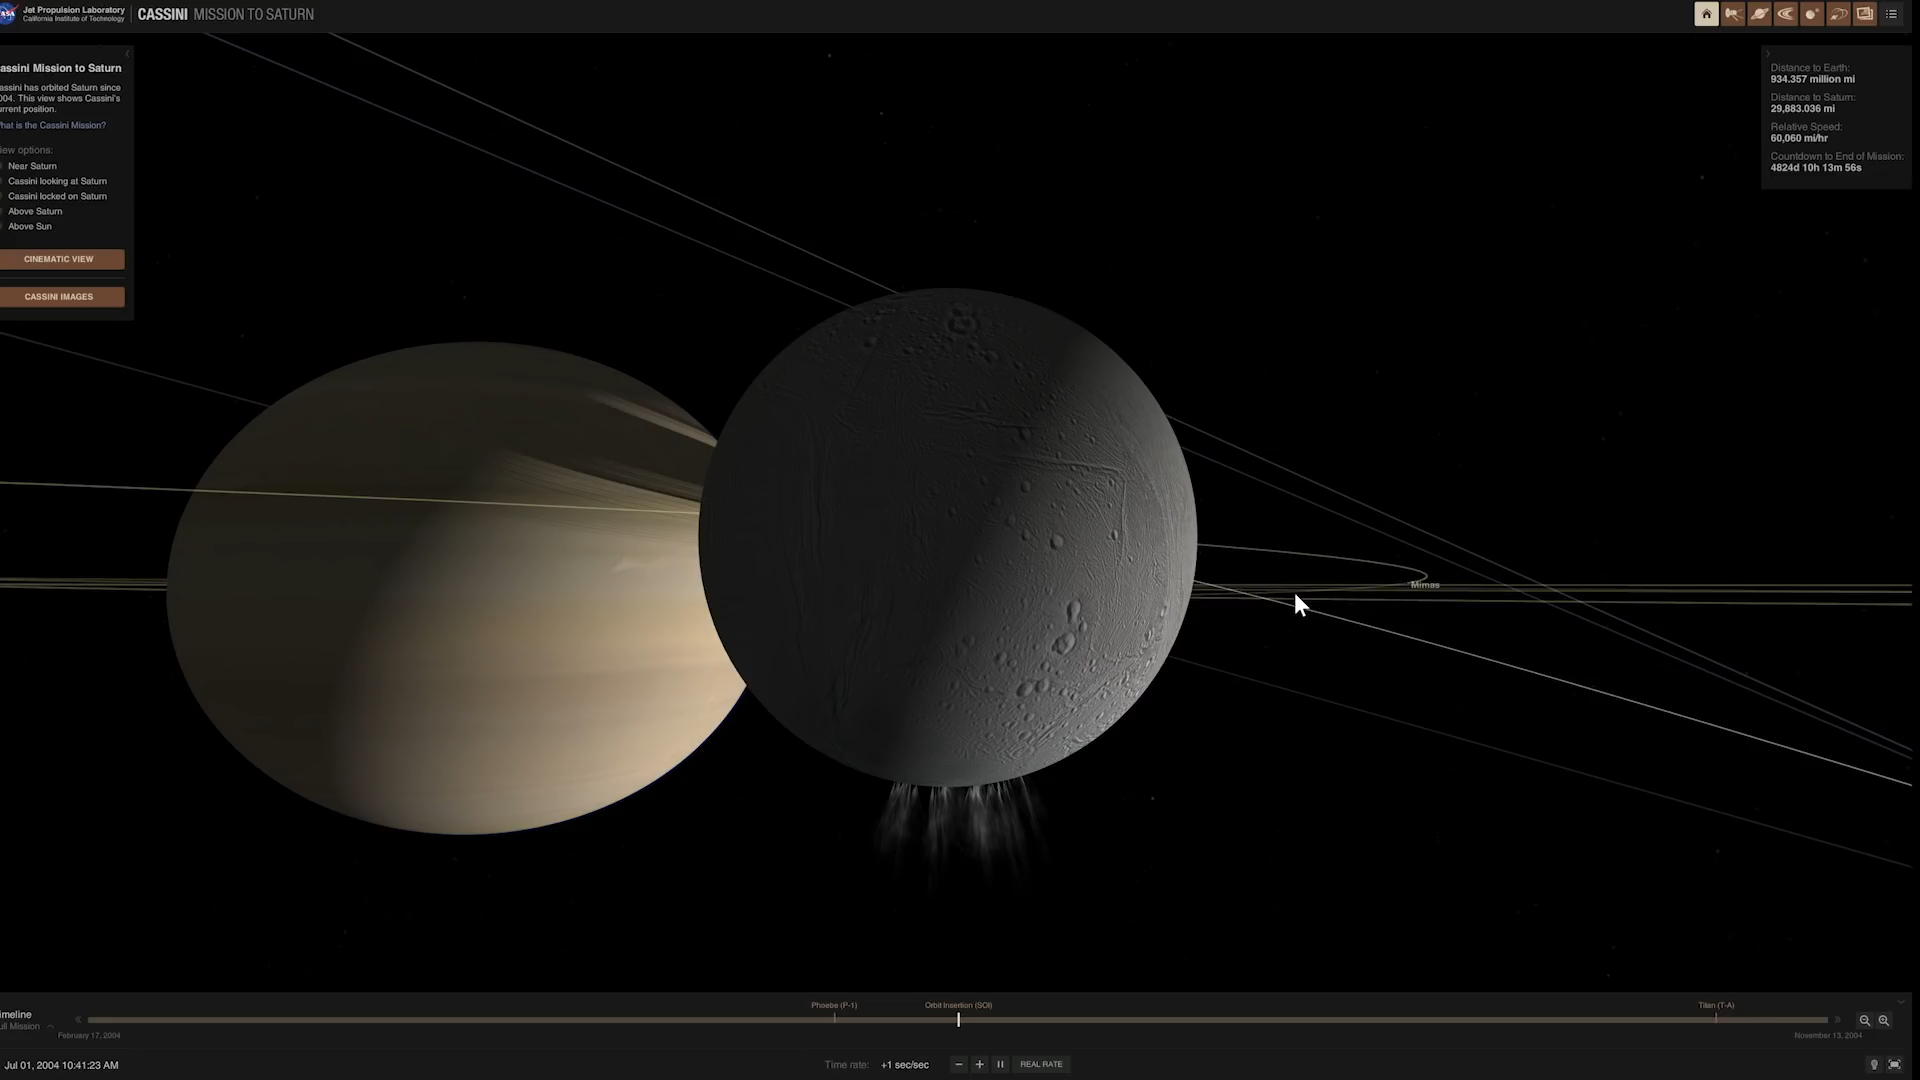 Jet Propulsion Laboratory
California Institute of Technology
CASSINI MISSION TO SATURN
assini Mission to Saturn
assini has orbited Saturn since
004. This view shows Cassini's
urrent position.
hat is the Cassini Mission?
iew options:
Near Saturn
Cassini looking at Saturn
Cassini locked on Saturn
Above Saturn
Above Sun
CINEMATIC VIEW
CASSINI IMAGES
Distance to Earth:
934.357 million mi
Distance to Saturn:
29,883.036 mi
Relative Speed:
60,060 mi/hr
Countdown to End of Mission:
4824d 10h 13m 56s
Mimas
Phoebe (P-1)
Orbit Insertion (SOI)
Titan (T-A)
imeline
ull Mission
February 17, 2004
November 13, 2004
Jul 01, 2004 10:41:23 AM
Time rate: +1 sec/sec
REAL RATE